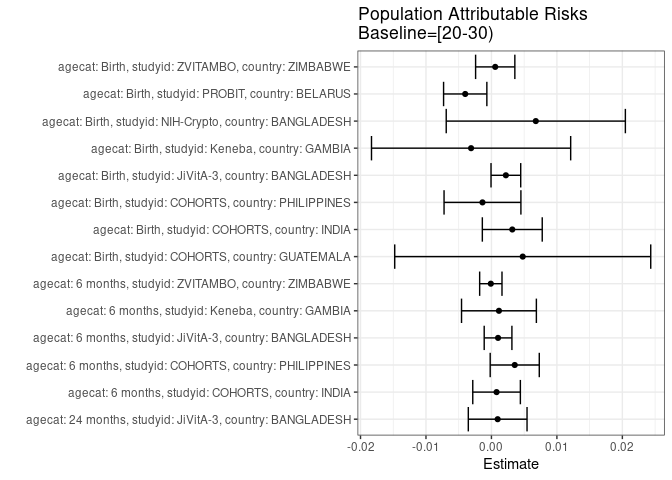 Population Attributable Risks
Baseline=[20-30)
agecat: Birth, studyid: ZVITAMBO, country: ZIMBABWE
agecat: Birth, studyid: PROBIT, country: BELARUS
agecat: Birth, studyid: NIH-Crypto, country: BANGLADESH
agecat: Birth, studyid: Keneba, country: GAMBIA
agecat: Birth, studyid: JiVitA-3, country: BANGLADESH
agecat: Birth, studyid: COHORTS, country: PHILIPPINES
agecat: Birth, studyid: COHORTS, country: INDIA
agecat: Birth, studyid: COHORTS, country: GUATEMALA
agecat: 6 months, studyid: ZVITAMBO, country: ZIMBABWE
agecat: 6 months, studyid: Keneba, country: GAMBIA
agecat: 6 months, studyid: JiVitA-3, country: BANGLADESH
agecat: 6 months, studyid: COHORTS, country: PHILIPPINES
agecat: 6 months, studyid: COHORTS, country: INDIA
agecat: 24 months, studyid: JiVitA-3, country: BANGLADESH
-0.02 -0.01 0.00 0.01 0.02
Estimate